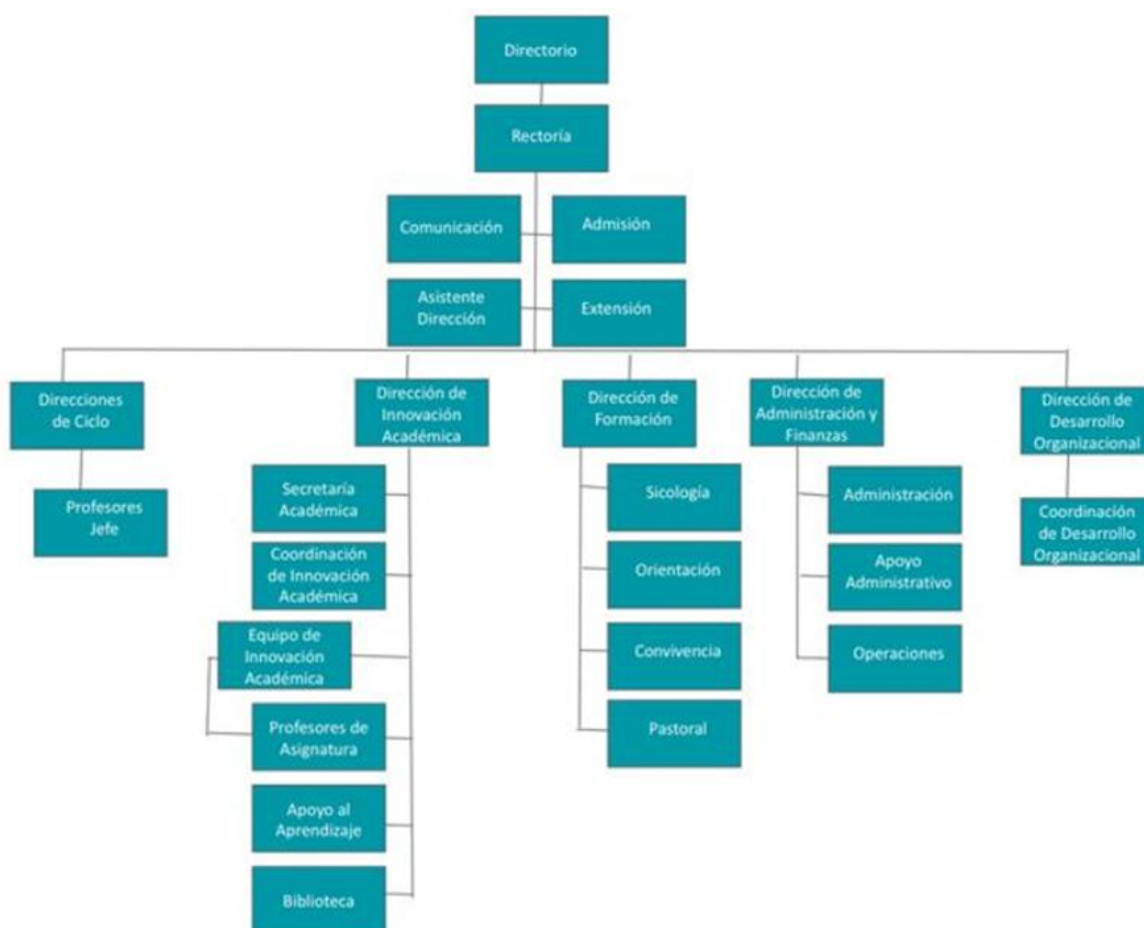 Directorio
Rectoría
Comunicación
Admisión
Asistente
Dirección
Extensión
Direcciones
de Ciclo
Dirección de
Innovación
Académica
Dirección de
Formación
Dirección de
Administración y
Finanzas
Dirección de
Desarrollo
Organizacional
Profesores
Jefe
Secretaría
Académica
Coordinación
de Innovación
Académica
Equipo de
Innovación
Académica
Profesores de
Asignatura
Apoyo al
Aprendizaje
Biblioteca
Sicología
Orientación
Convivencia
Pastoral
Administración
Apoyo
Administrativo
Operaciones
Coordinación
de Desarrollo
Organizacional